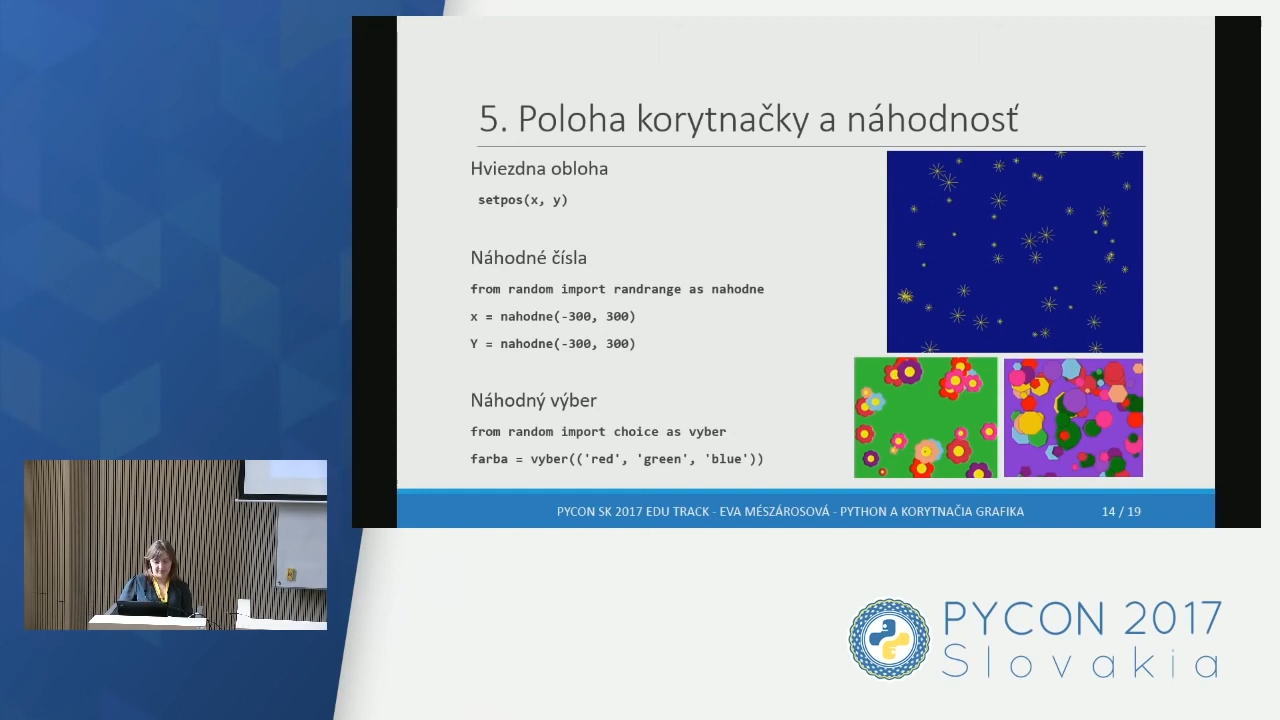 5. Poloha korytnačky a náhodnosť
Hviezdna obloha
setpos(x, y)
Náhodné čísla
from random import randrange as nahodne
x = nahodne(-300, 300)
Y = nahodne(-300, 300)
Náhodný výber
from random import choice as vyber
farba = vyber(('red', 'green', 'blue'))
PYCON SK 2017 EDU TRACK - EVA MÉSZÁROSOVÁ - PYTHON A KORYTNAČIA GRAFIKA
14 / 19
PYCON 2017
Slovakia